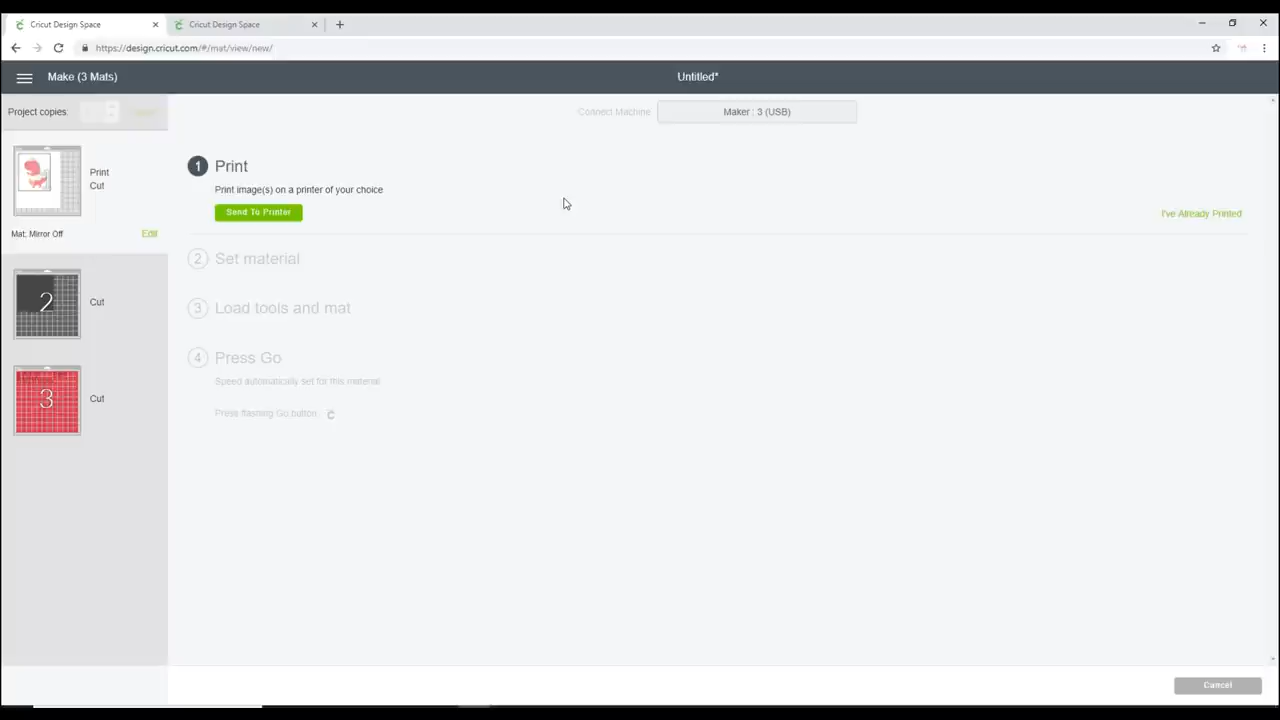 Cricut Design Space
Cricut Design Space
https://design.cricut.com/#/mat/view/new/
Make (3 Mats)
Untitled*
Project copies:
Connect Machine
Maker : 3 (USB)
Print
Cut
Mat, Mirror Off
Edit
2
Cut
3
Cut
1 Print
Print image(s) on a printer of your choice
Send To Printer
I've Already Printed
2 Set material
3 Load tools and mat
4 Press Go
Speed automatically set for this material
Press flashing Go button.
Cancel